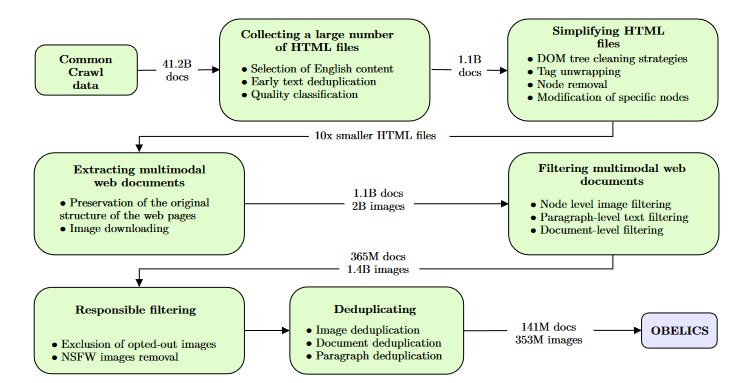 Common
Crawl
data
41.2B
docs
Collecting a large number
of HTML files
● Selection of English content
● Early text deduplication
● Quality classification
1.1B
docs
Simplifying HTML
files
● DOM tree cleaning strategies
● Tag unwrapping
● Node removal
● Modification of specific nodes
10x smaller HTML files
Extracting multimodal
web documents
● Preservation of the original
structure of the web pages
● Image downloading
1.1B docs
2B images
Filtering multimodal web
documents
● Node level image filtering
● Paragraph-level text filtering
● Document-level filtering
365M docs
1.4B images
Responsible filtering
● Exclusion of opted-out images
● NSFW images removal
Deduplicating
● Image deduplication
● Document deduplication
● Paragraph deduplication
141M docs
353M images
OBELICS